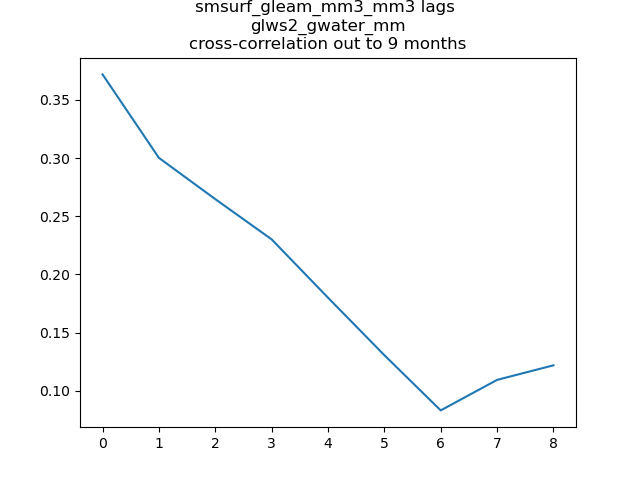 smsurf_gleam_mm3_mm3 lags
glws2_gwater_mm
cross-correlation out to 9 months
0.35
0.30
0.25
0.20
0.15
0.10
0 1 2 3 4 5 6 7 8